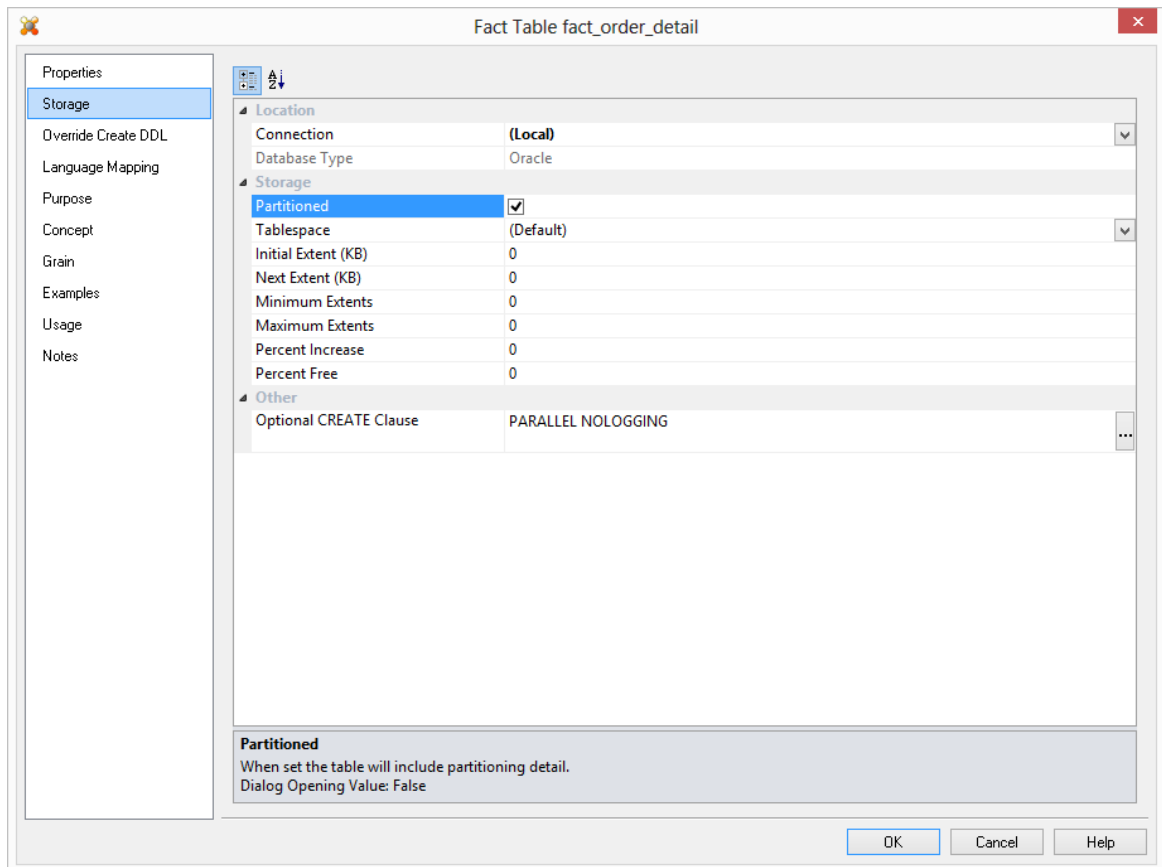 Fact Table fact_order_detail
Properties
Storage
Override Create DDL
Language Mapping
Purpose
Concept
Grain
Examples
Usage
Notes
Location
Connection (Local)
Database Type Oracle
Storage
Partitioned
Tablespace (Default)
Initial Extent (KB) 0
Next Extent (KB) 0
Minimum Extents 0
Maximum Extents 0
Percent Increase 0
Percent Free 0
Other
Optional CREATE Clause PARALLEL NOLOGGING
...
Partitioned
When set the table will include partitioning detail.
Dialog Opening Value: False
OK Cancel Help